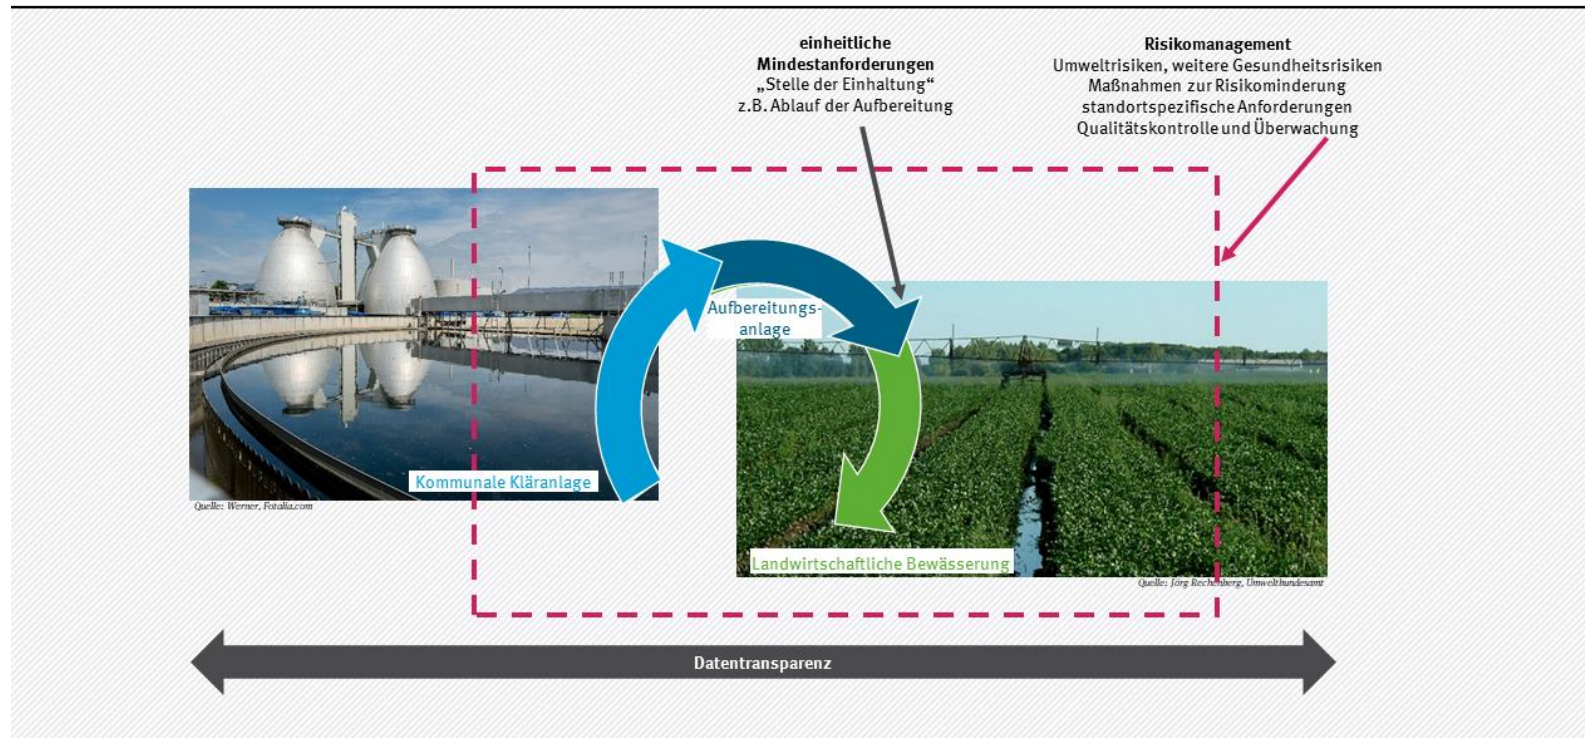 einheitliche
Mindestanforderungen
„Stelle der Einhaltung“
z.B. Ablauf der Aufbereitung
Risikomanagement
Umweltrisiken, weitere Gesundheitsrisiken
Maßnahmen zur Risikominderung
standortspezifische Anforderungen
Qualitätskontrolle und Überwachung
Aufbereitungs-
anlage
Kommunale Kläranlage
Quelle: Werner, Fotalia.com
Landwirtschaftliche Bewässerung
Quelle: Jörg Rechenberg, Umweltbundesamt
Datentransparenz